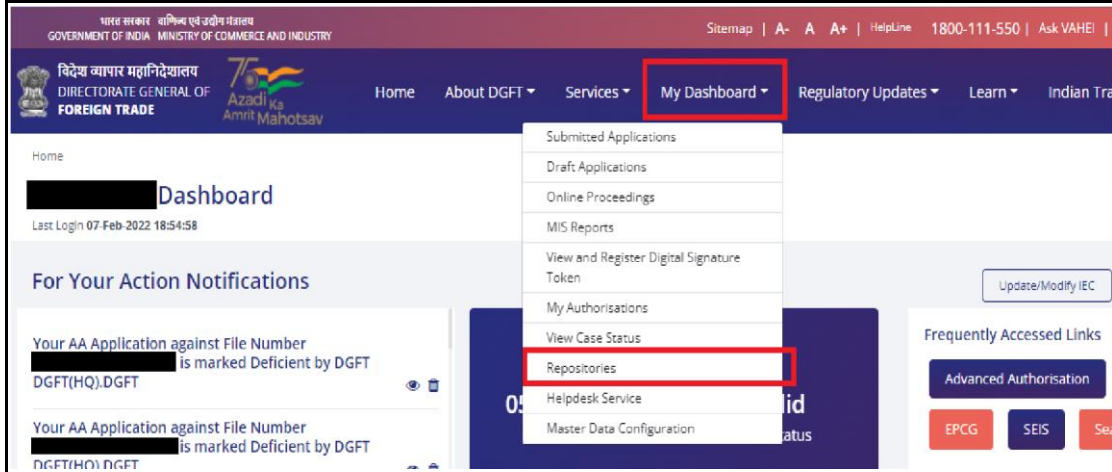 भारत सरकार वाणिज्य एवं उद्योग मंत्रालय
GOVERNMENT OF INDIA MINISTRY OF COMMERCE AND INDUSTRY
Sitemap | A- A A+ | HelpLine 1800-111-550 | Ask VAHEI |
विदेश व्यापार महानिदेशालय
DIRECTORATE GENERAL OF
FOREIGN TRADE
75
Azadi Ka
Amrit Mahotsav
Home About DGFT Services My Dashboard Regulatory Updates Learn Indian Tra
Home
Dashboard
Last Login 07-Feb-2022 18:54:58
Submitted Applications
Draft Applications
Online Proceedings
MIS Reports
View and Register Digital Signature
Token
My Authorisations
View Case Status
Repositories
Helpdesk Service
Master Data Configuration
For Your Action Notifications
Your AA Application against File Number
is marked Deficient by DGFT
DGFT(HQ).DGFT
Your AA Application against File Number
is marked Deficient by DGFT
DGFT(HQ).DGFT
lid
tatus
Update/Modify IEC
Frequently Accessed Links
Advanced Authorisation
EPCG SEIS Sea